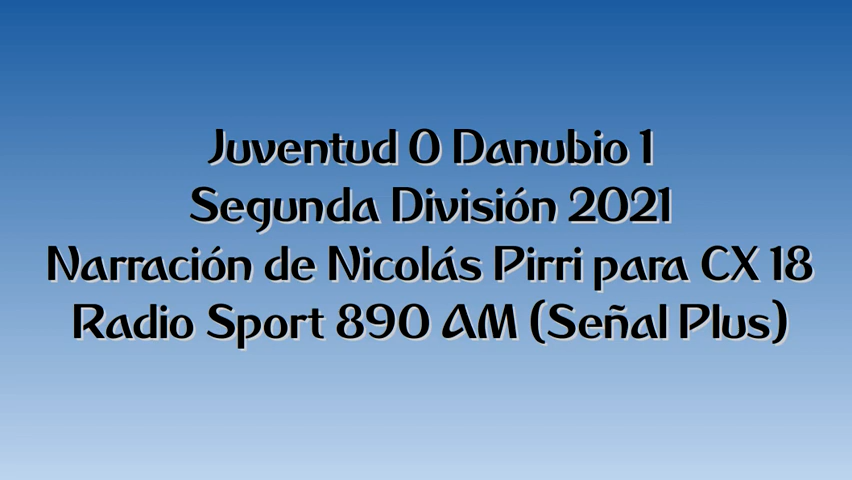 Juventud 0 Danubio 1
Segunda División 2021
Narración de Nicolás Pirri para CX 18
Radio Sport 890 AM (Señal Plus)